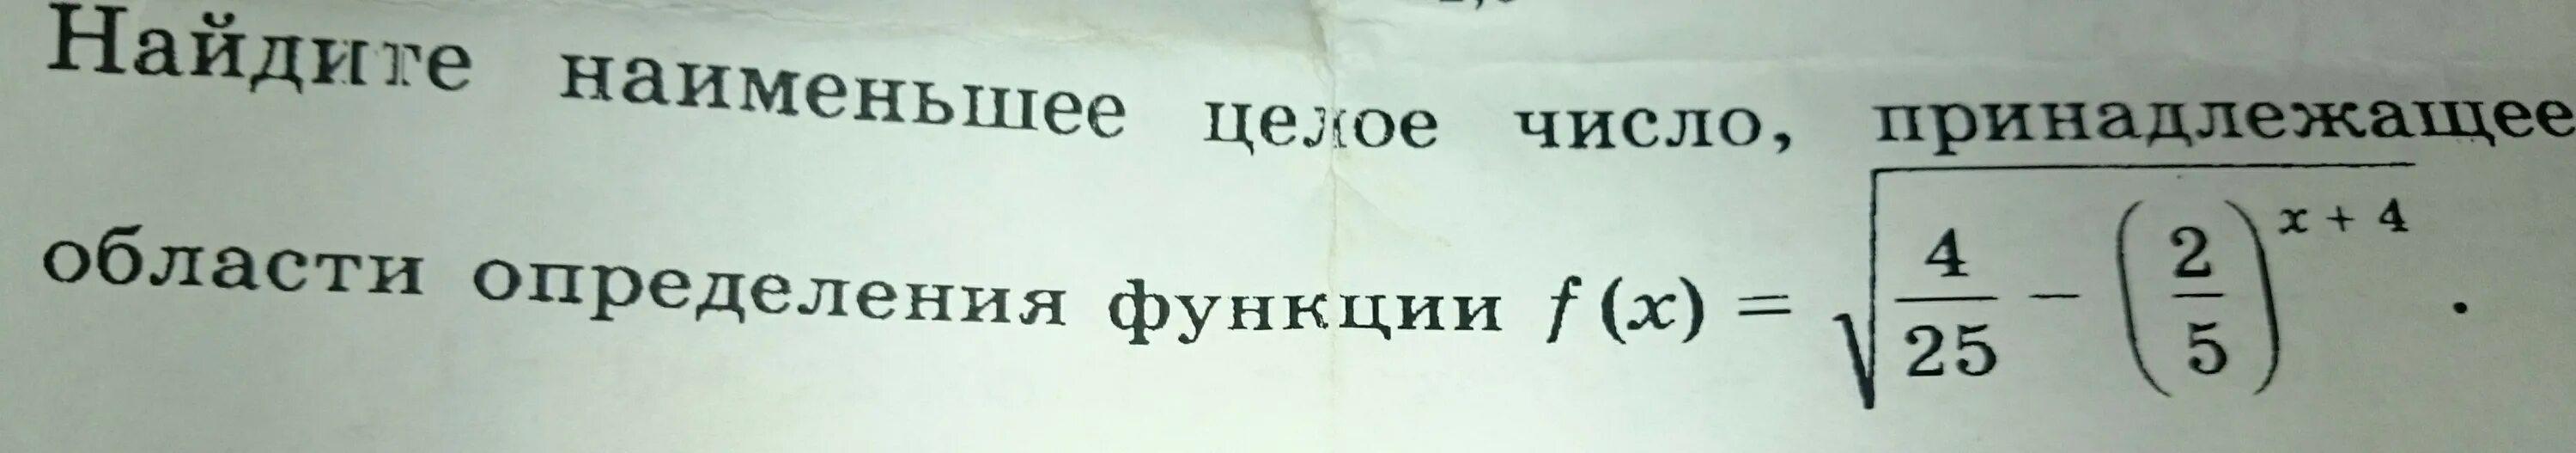 Найдите наименьшее целое число, принадлежащее
области определения функции f (x) = √(4/25 − (2/5)^(x + 4)) .